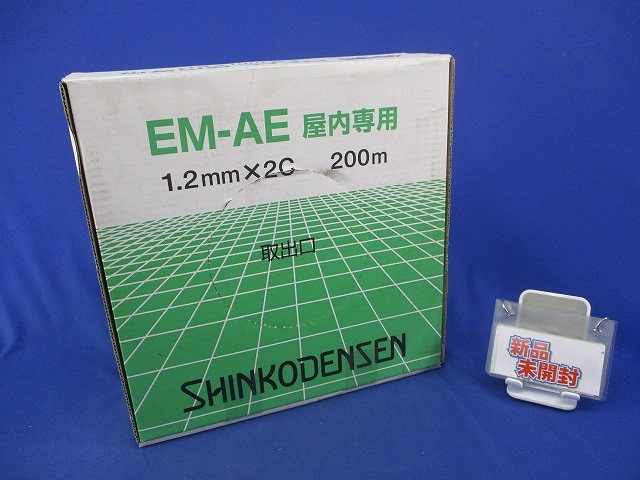 EM-AE 屋内専用
1.2mm×2C 200m
取出口
SHINKODENSEN
新品
未開封